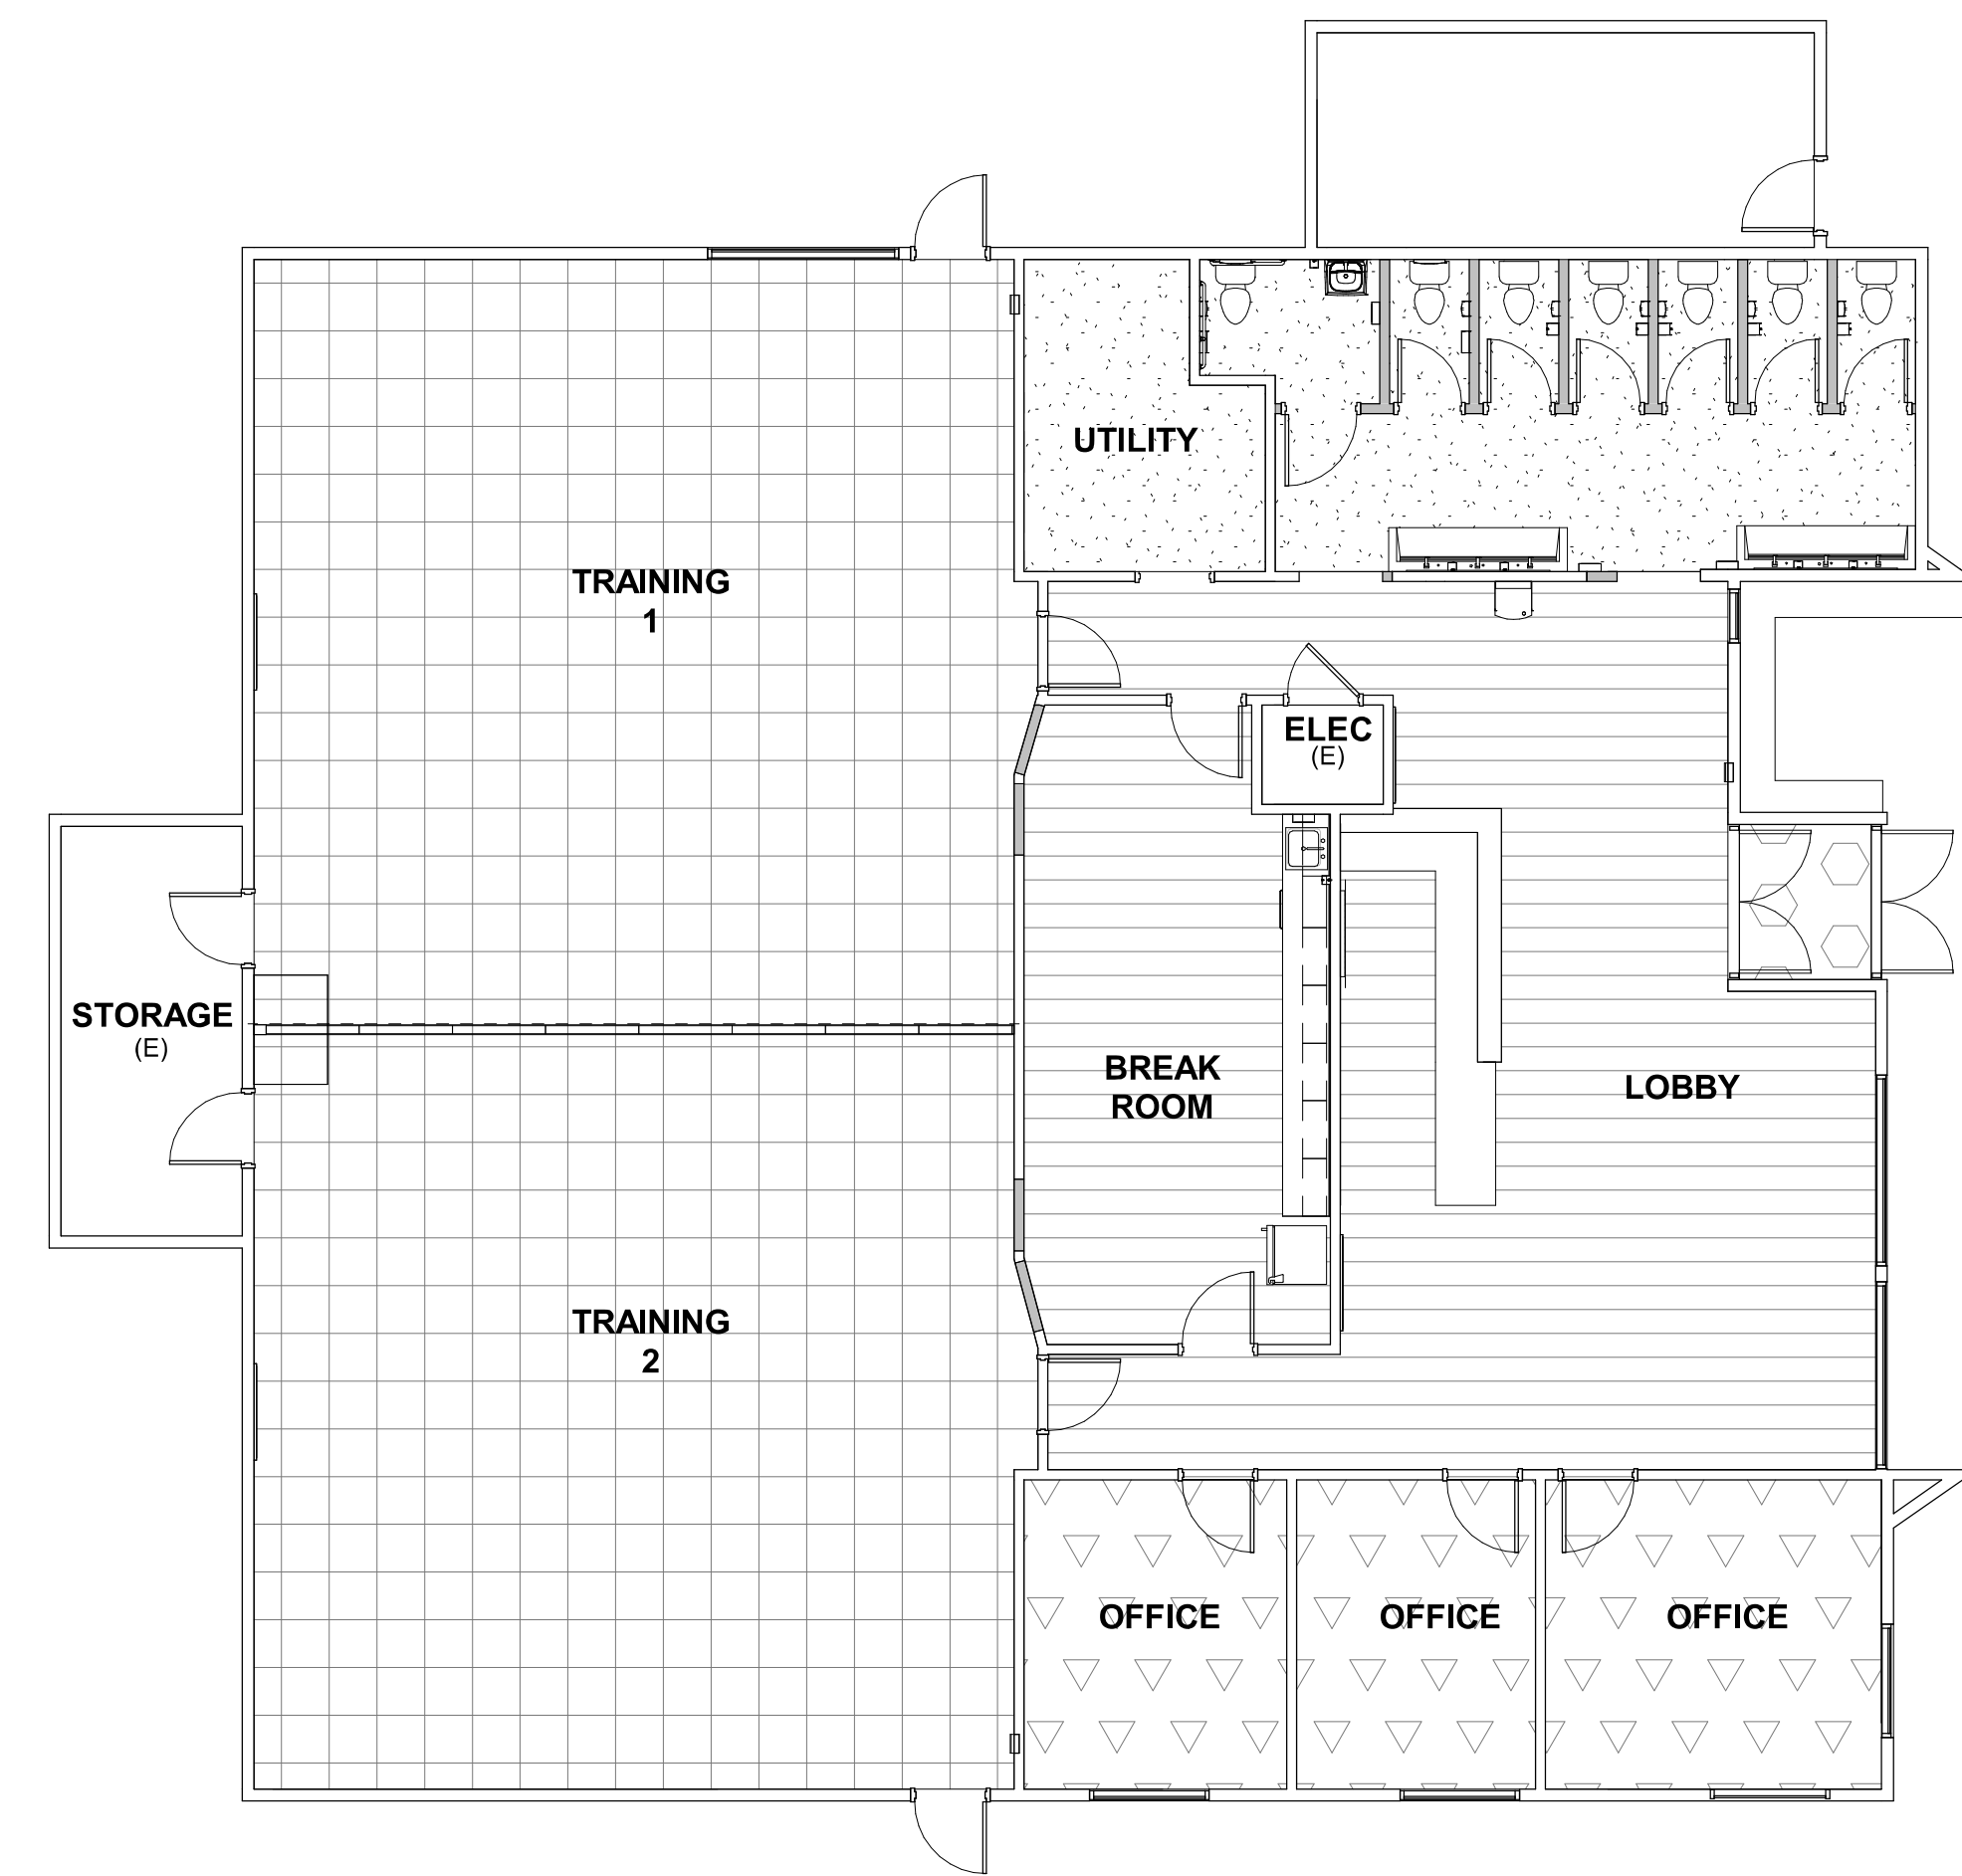 UTILITY
TRAINING
1
ELEC
(E)
STORAGE
(E)
BREAK
ROOM
LOBBY
TRAINING
2
OFFICE
OFFICE
OFFICE